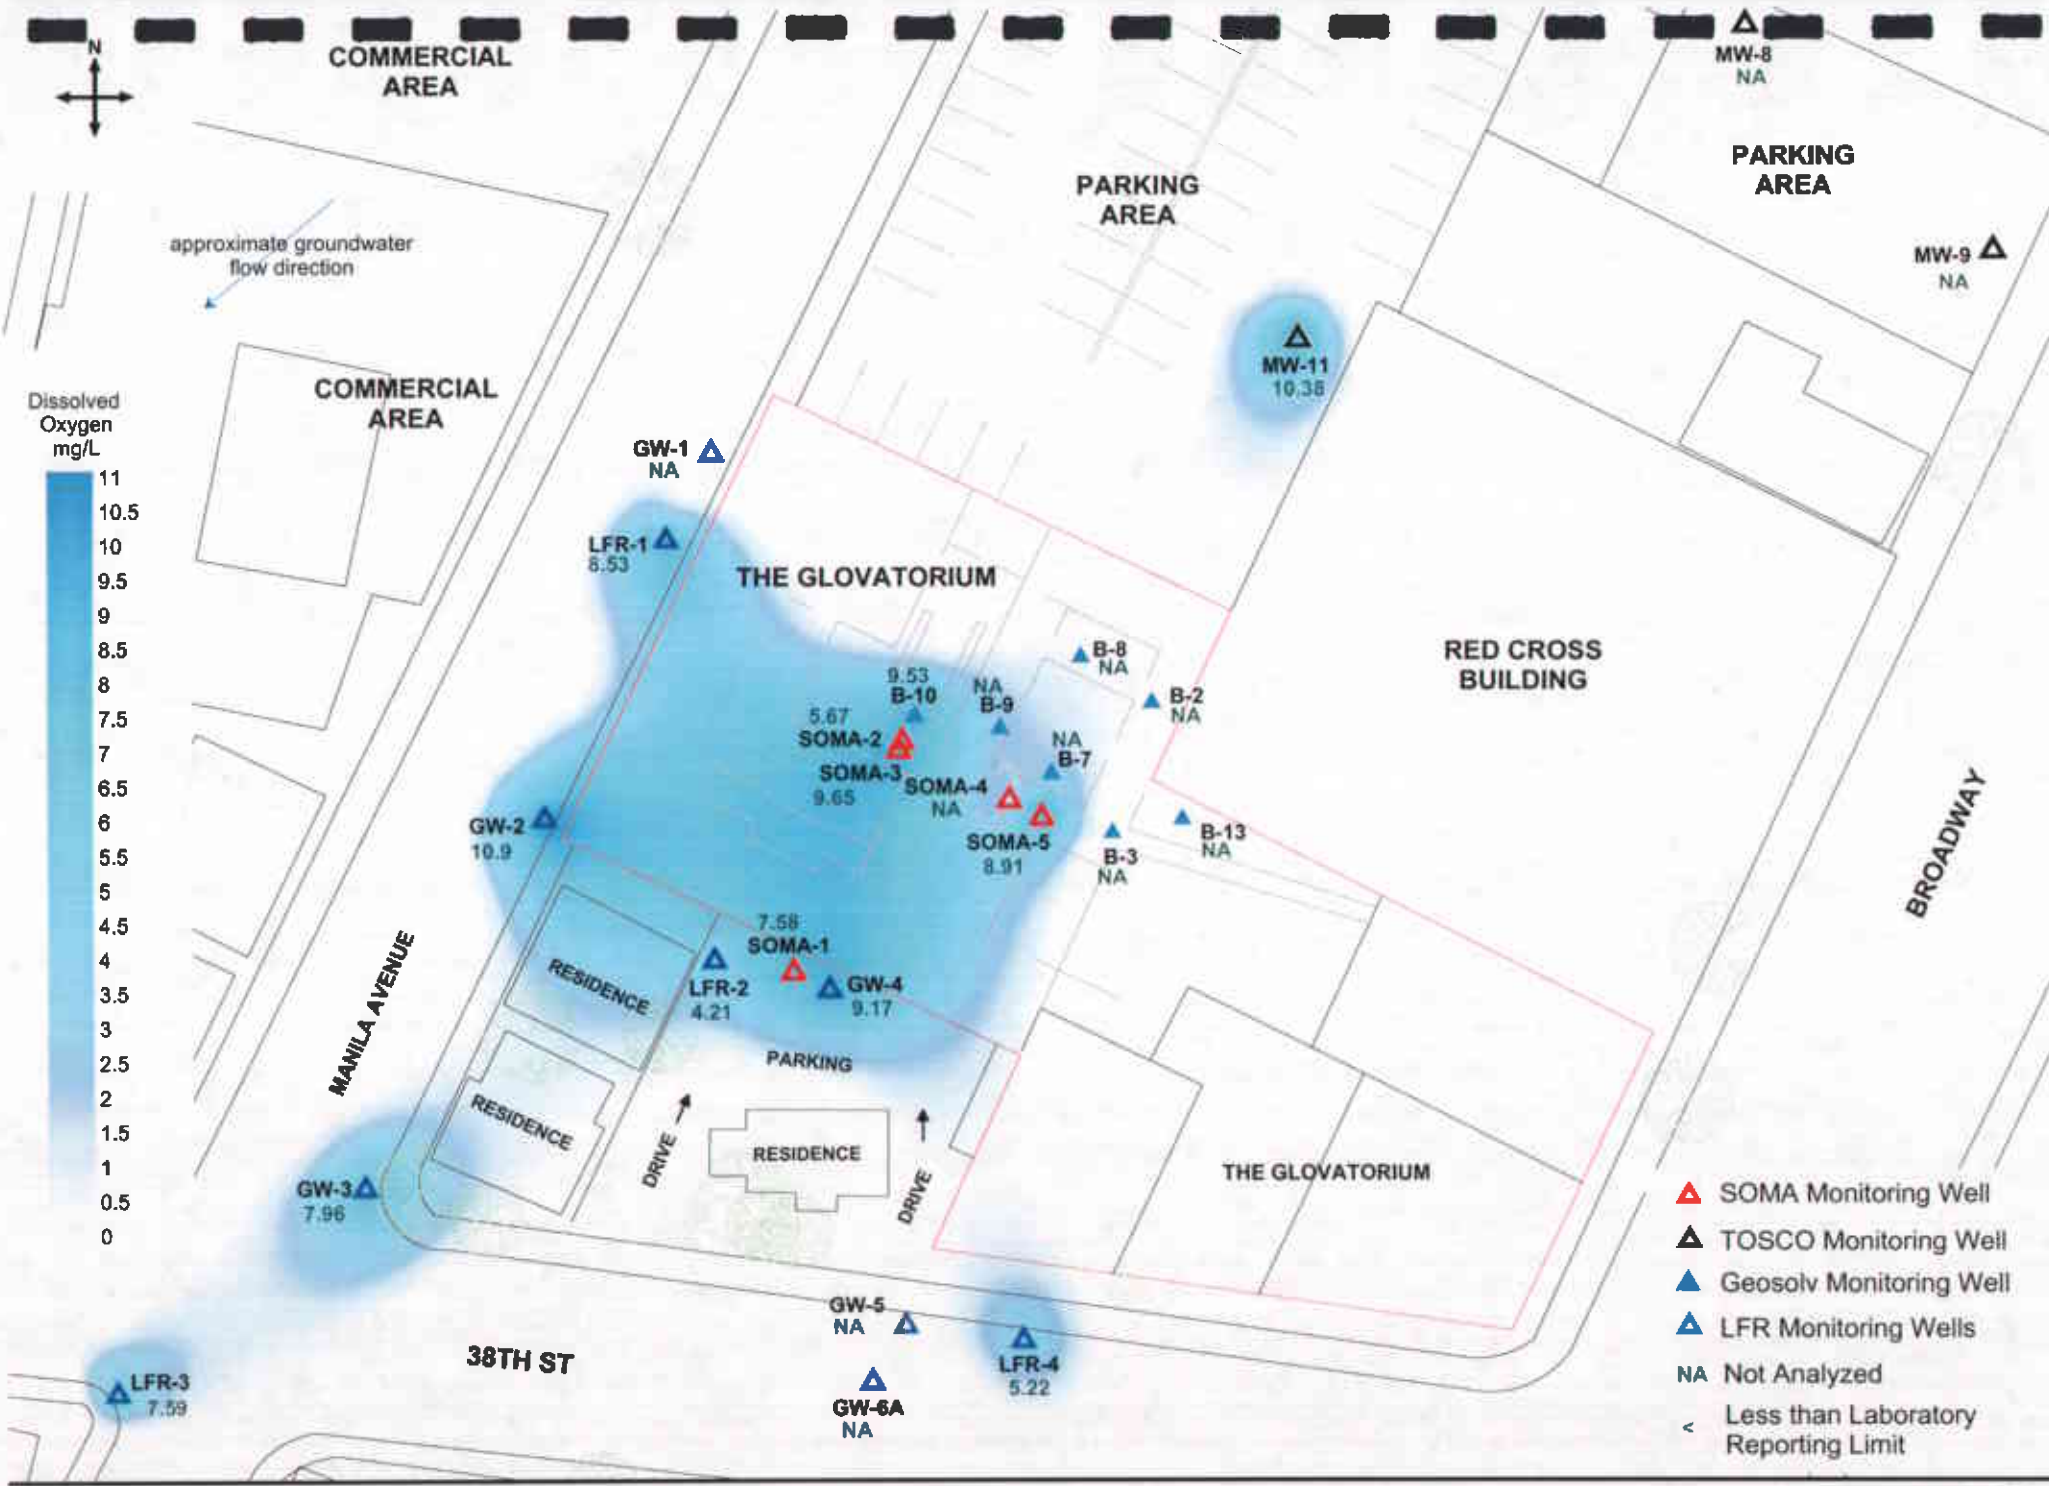 N
COMMERCIAL
AREA
MW-8
NA
PARKING
AREA
PARKING
AREA
approximate groundwater
flow direction
MW-9
NA
MW-11
10.38
COMMERCIAL
AREA
Dissolved
Oxygen
mg/L
11
10.5
10
9.5
9
8.5
8
7.5
7
6.5
6
5.5
5
4.5
4
3.5
3
2.5
2
1.5
1
0.5
0
GW-1
NA
LFR-1
8.53
THE GLOVATORIUM
RED CROSS
BUILDING
B-8
NA
9.53
B-10
NA
B-9
B-2
NA
5.67
SOMA-2
NA
B-7
SOMA-3
9.65
SOMA-4
NA
GW-2
10.9
SOMA-5
8.91
B-3
NA
B-13
NA
BROADWAY
7.58
SOMA-1
LFR-2
4.21
GW-4
9.17
RESIDENCE
MANILA AVENUE
PARKING
RESIDENCE
DRIVE
RESIDENCE
DRIVE
THE GLOVATORIUM
GW-3
7.96
GW-5
NA
38TH ST
LFR-4
5.22
LFR-3
7.59
GW-6A
NA
SOMA Monitoring Well
TOSCO Monitoring Well
Geosolv Monitoring Well
LFR Monitoring Wells
NA Not Analyzed
< Less than Laboratory
Reporting Limit